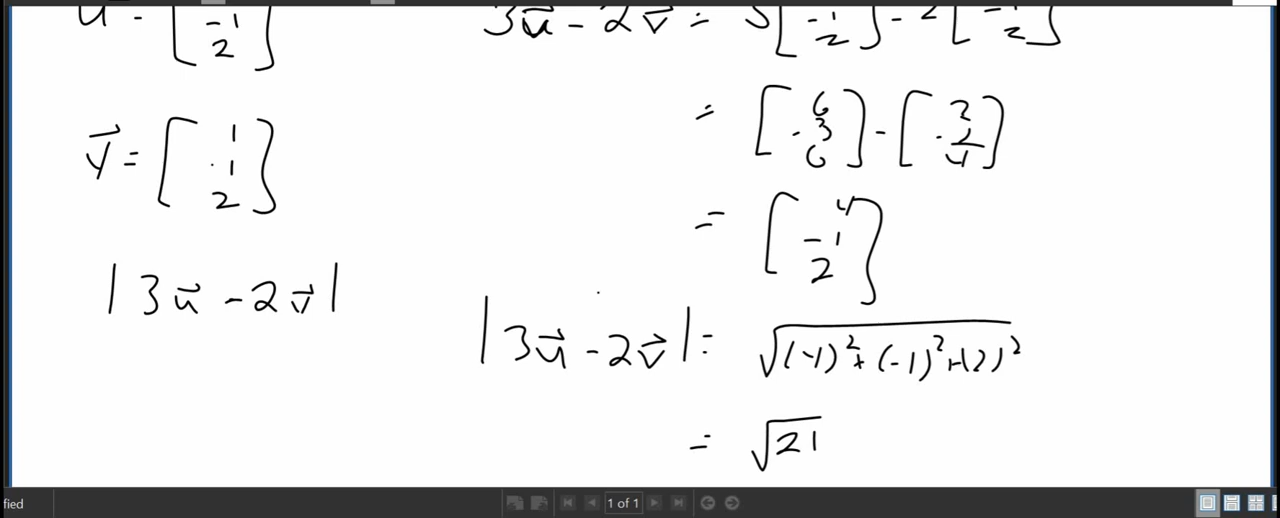 u = [ -1 2 ]
3u⃗ - 2v⃗ = 3[ -1 2 ] - 2[ -1 2 ]
v⃗ = [ 1 -1 2 ]
= [ 6 -3 6 ] - [ 2 -2 4 ]
= [ 4 -1 2 ]
|3u⃗ - 2v⃗|
|3u⃗ - 2v⃗| = √(4)² + (-1)² + (2)²
= √21
fied
1 of 1